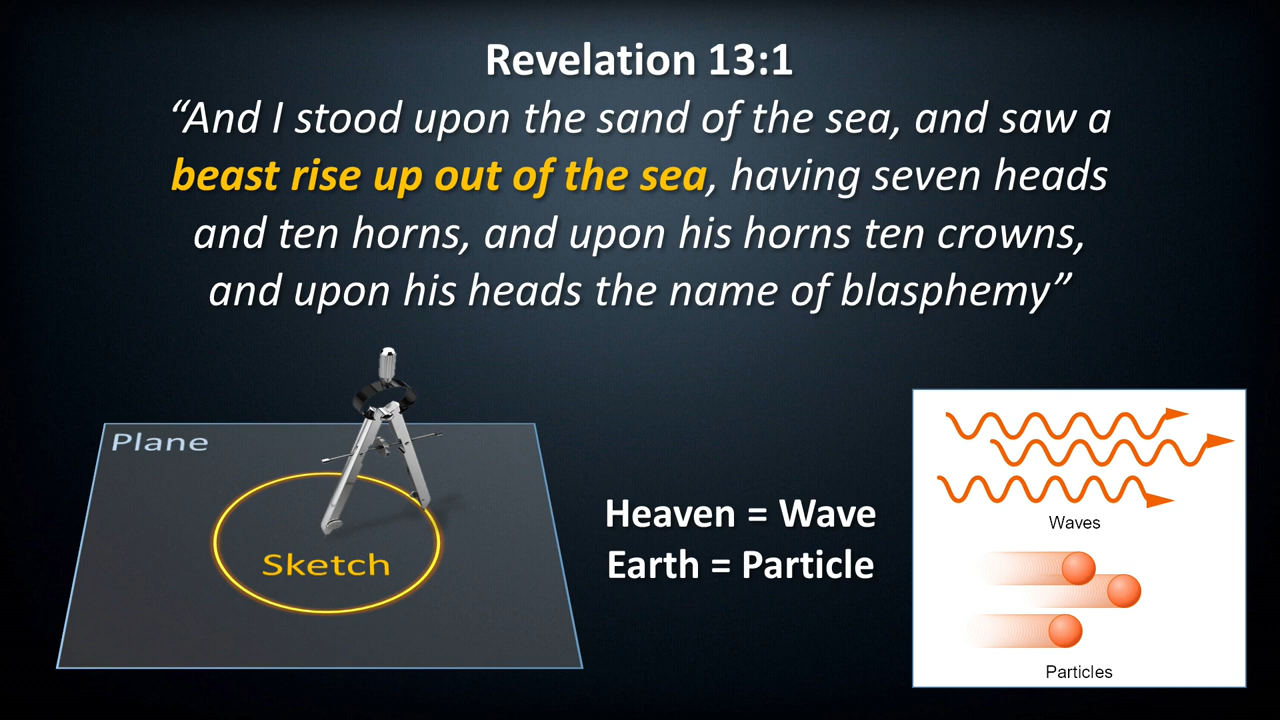 Revelation 13:1
“And I stood upon the sand of the sea, and saw a
beast rise up out of the sea, having seven heads
and ten horns, and upon his horns ten crowns,
and upon his heads the name of blasphemy”
Plane
Sketch
Heaven = Wave
Earth = Particle
Waves
Particles